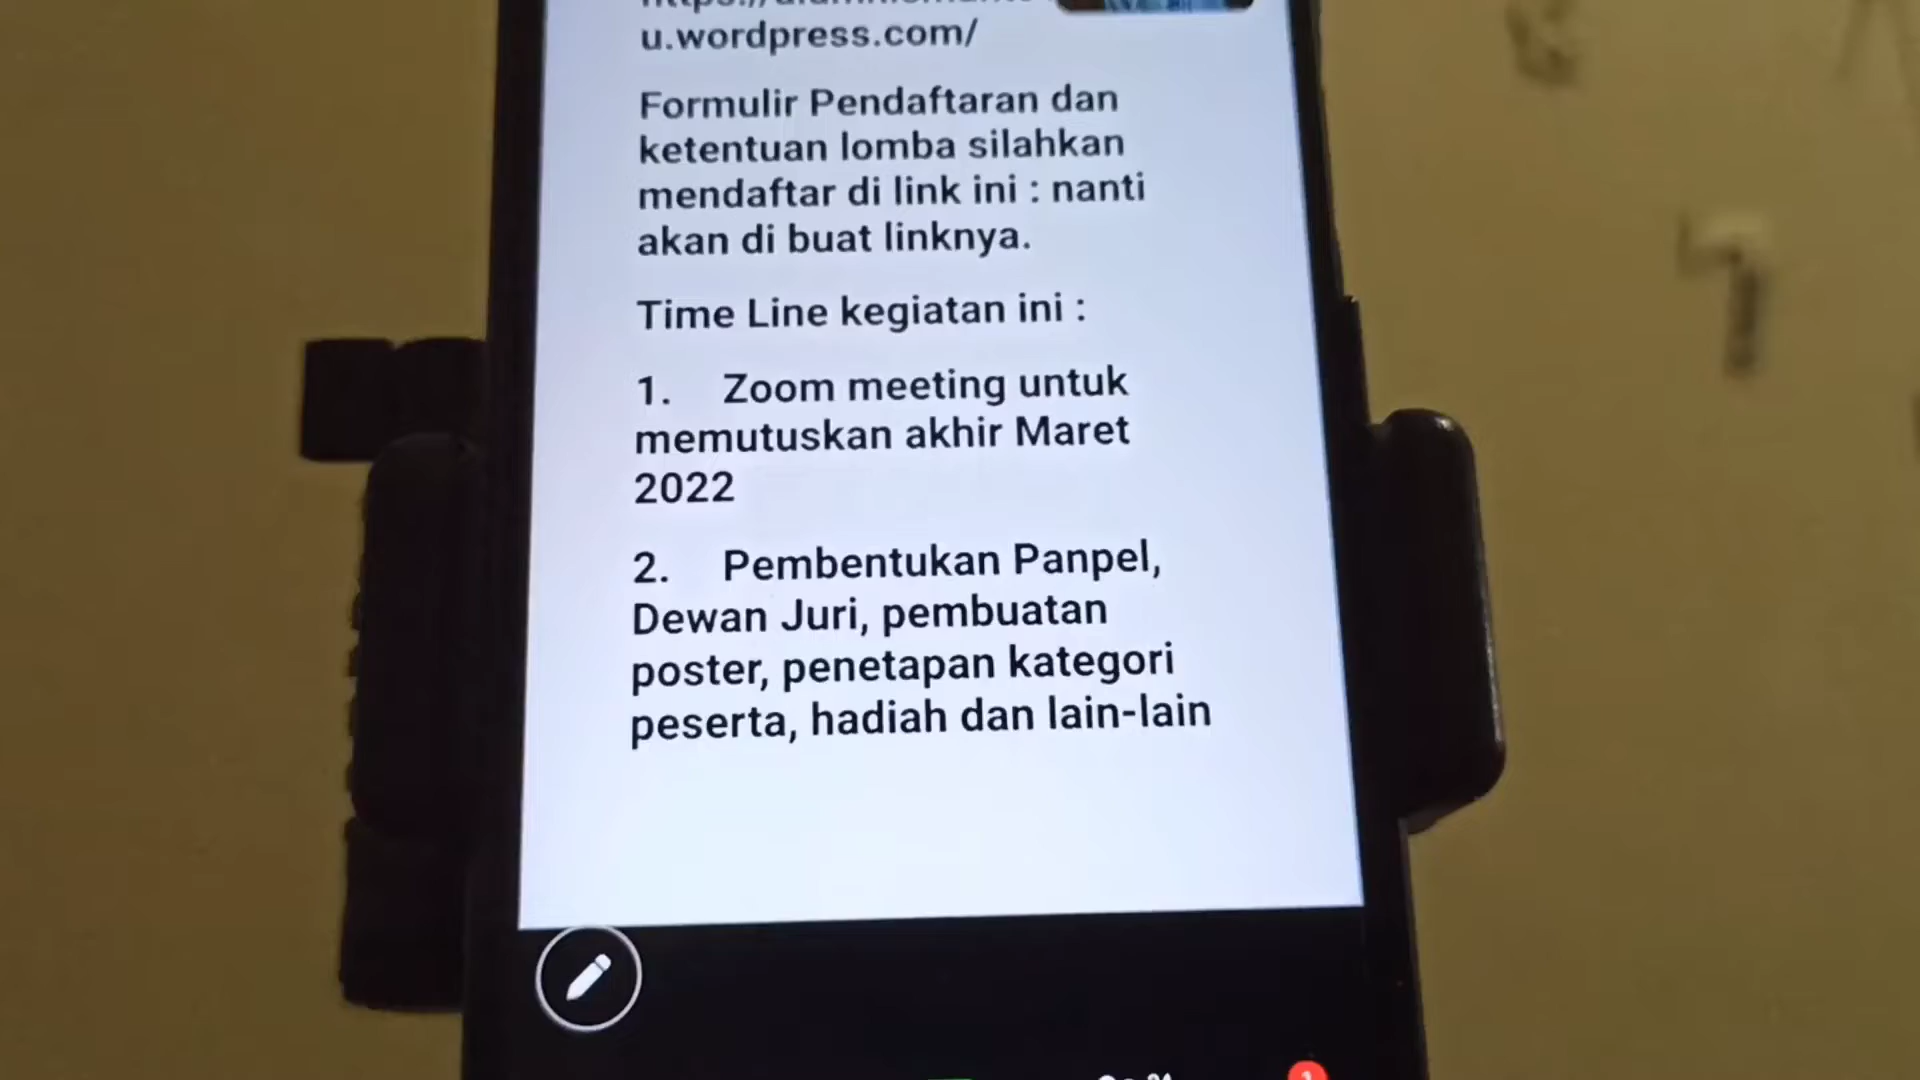 u.wordpress.com/
Formulir Pendaftaran dan
ketentuan lomba silahkan
mendaftar di link ini : nanti
akan di buat linknya.
Time Line kegiatan ini :
1. Zoom meeting untuk
memutuskan akhir Maret
2022
2. Pembentukan Panpel,
Dewan Juri, pembuatan
poster, penetapan kategori
peserta, hadiah dan lain-lain